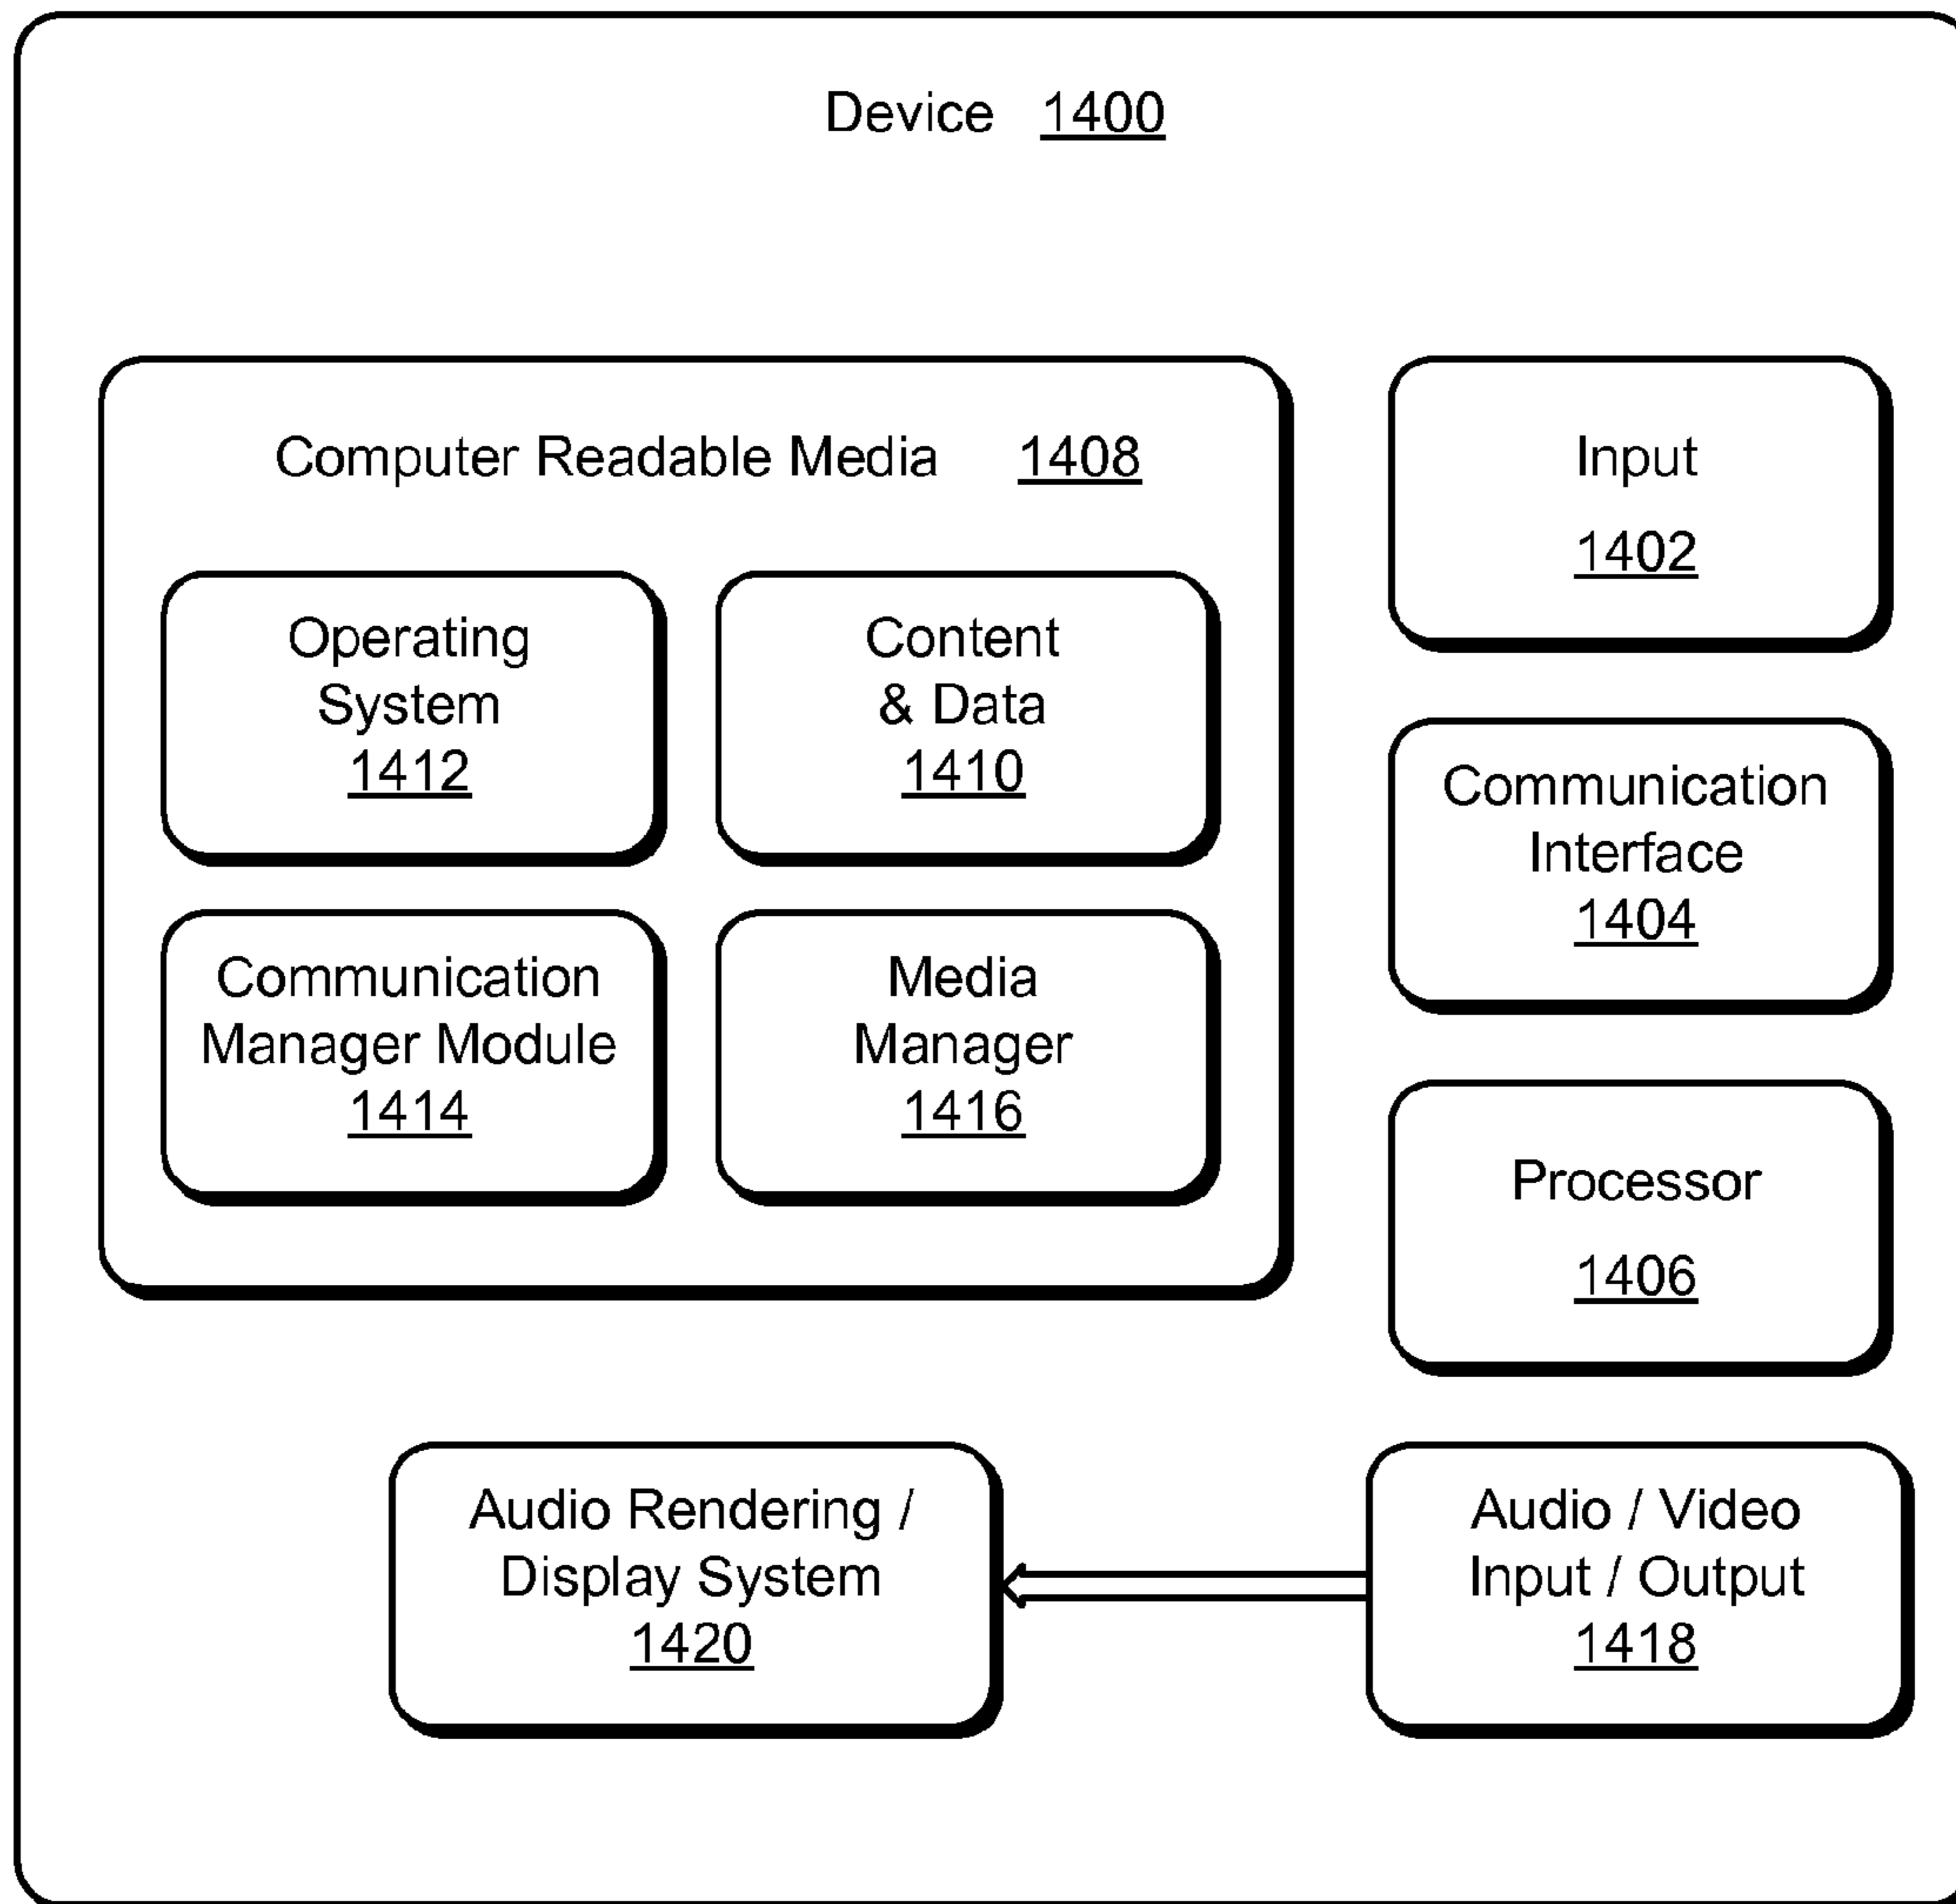 Device 1400
Computer Readable Media 1408
Operating
System
1412
Content
& Data
1410
Communication
Manager Module
1414
Media
Manager
1416
Input
1402
Communication
Interface
1404
Processor
1406
Audio Rendering /
Display System
1420
Audio / Video
Input / Output
1418